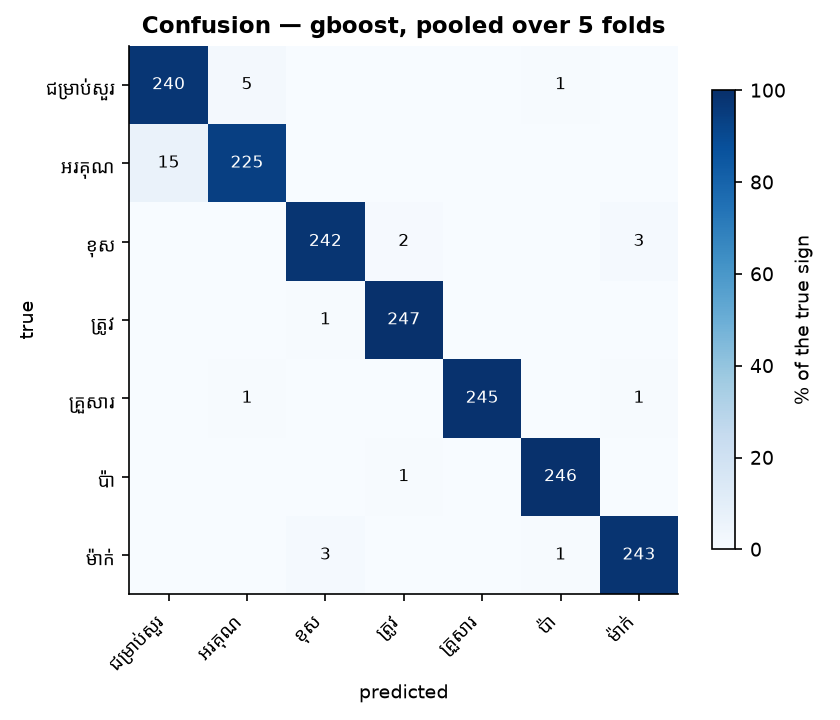 Confusion — gboost, pooled over 5 folds
ជម្រាប់សួរ 240 5 1
អរគុណ 15 225
ខុស 242 2 3
ត្រូវ 1 247
គ្រួសារ 1 245 1
ប៉ា 1 246
ម៉ាក់ 3 1 243
true
ជម្រាប់សួរ អរគុណ ខុស ត្រូវ គ្រួសារ ប៉ា ម៉ាក់
predicted
100
80
60
40
20
0
% of the true sign